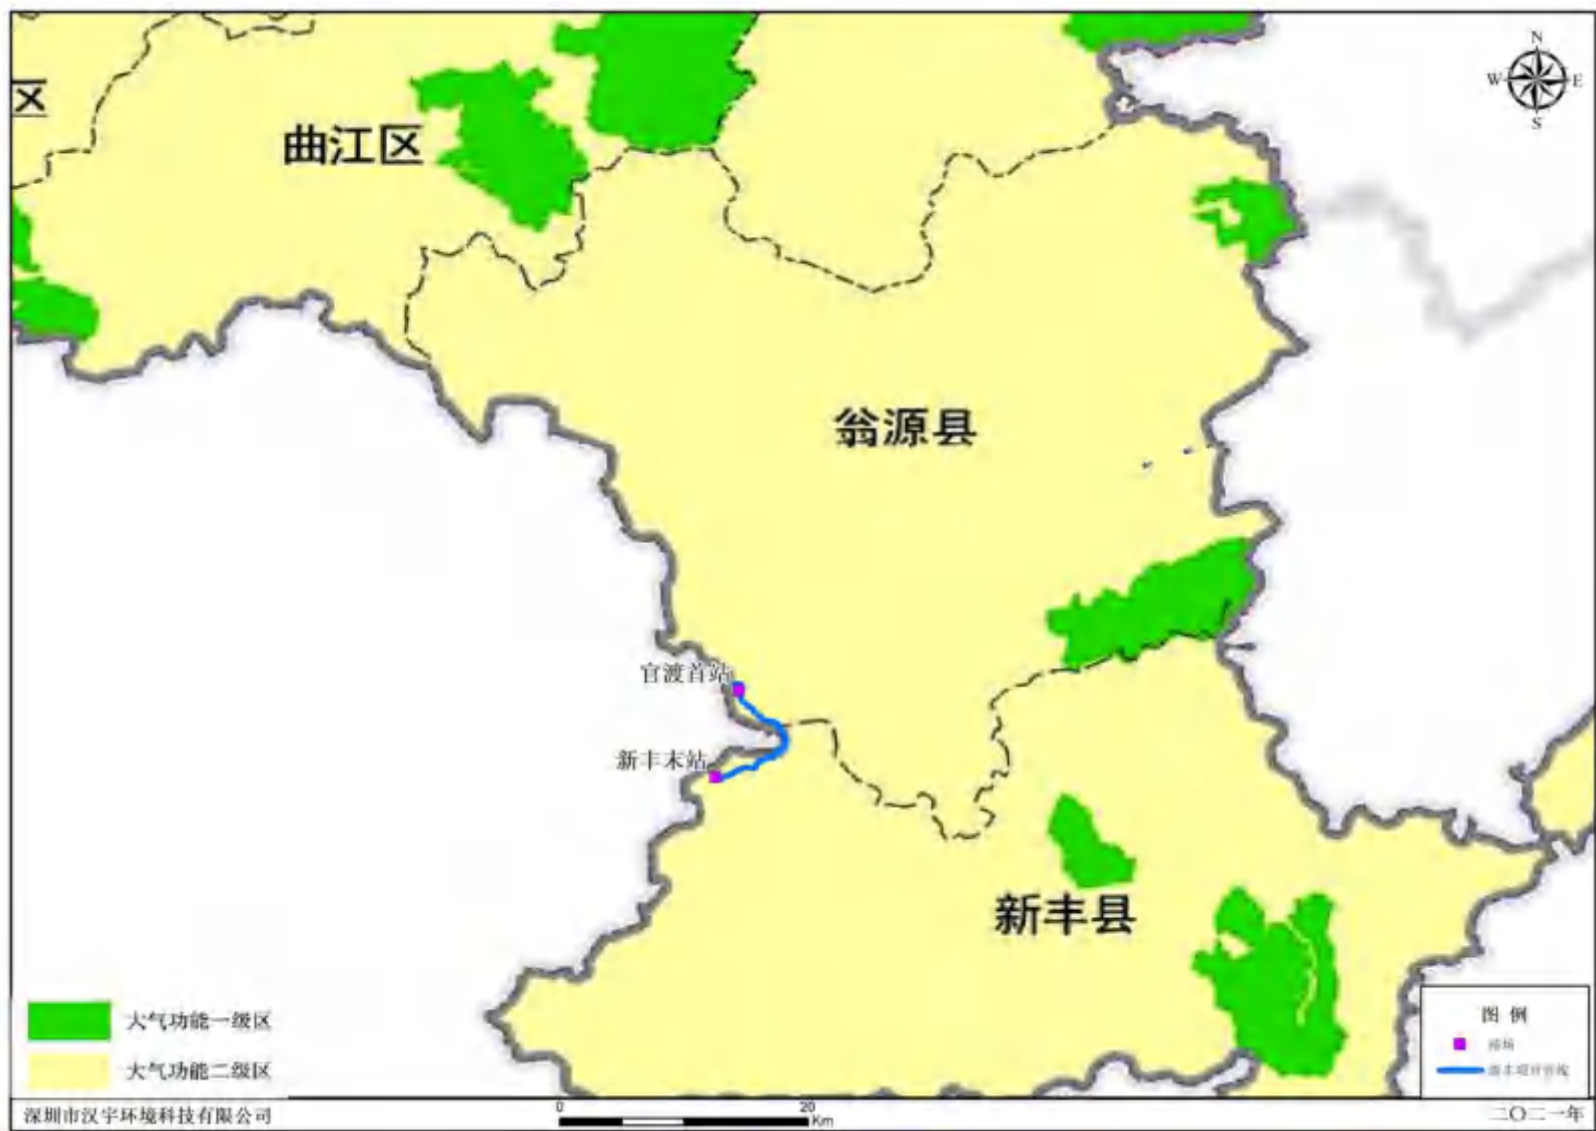 N
W
E
S
区
曲江区
翁源县
官渡首站
新丰末站
新丰县
大气功能一级区
大气功能二级区
图 例
站场
深圳市汉宇环境科技有限公司
0
20
Km
二〇二一年